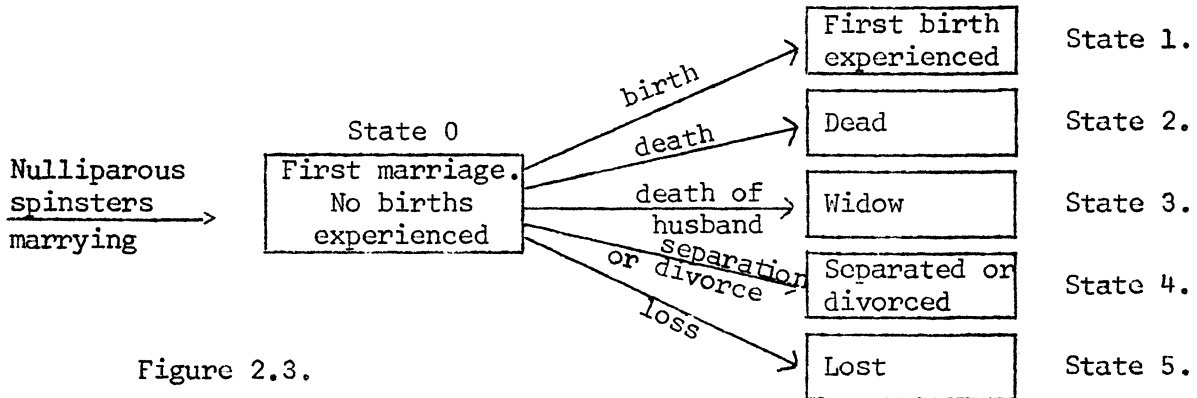 First birth
experienced
State 1.
birth
State 0
Dead
State 2.
death
Nulliparous
spinsters
marrying
First marriage.
No births
experienced
death of
husband
Widow
State 3.
separation
or divorce
Separated or
divorced
State 4.
loss
Lost
State 5.
Figure 2.3.